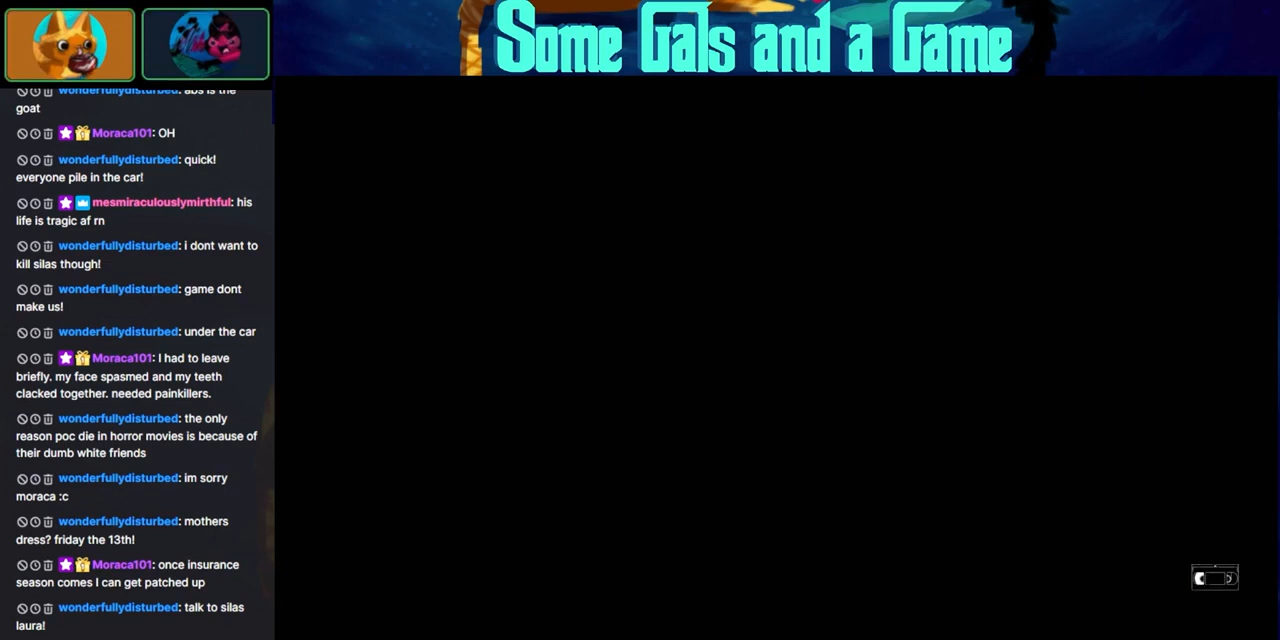 Some Gals and a Game
wonderfullydisturbed: abs is the
goat
Moraca101: OH
wonderfullydisturbed: quick!
everyone pile in the car!
mesmiraculouslymirthful: his
life is tragic af rn
wonderfullydisturbed: i dont want to
kill silas though!
wonderfullydisturbed: game dont
make us!
wonderfullydisturbed: under the car
Moraca101: I had to leave
briefly. my face spasmed and my teeth
clacked together. needed painkillers.
wonderfullydisturbed: the only
reason poc die in horror movies is because of
their dumb white friends
wonderfullydisturbed: im sorry
moraca :c
wonderfullydisturbed: mothers
dress? friday the 13th!
Moraca101: once insurance
season comes I can get patched up
wonderfullydisturbed: talk to silas
laura!